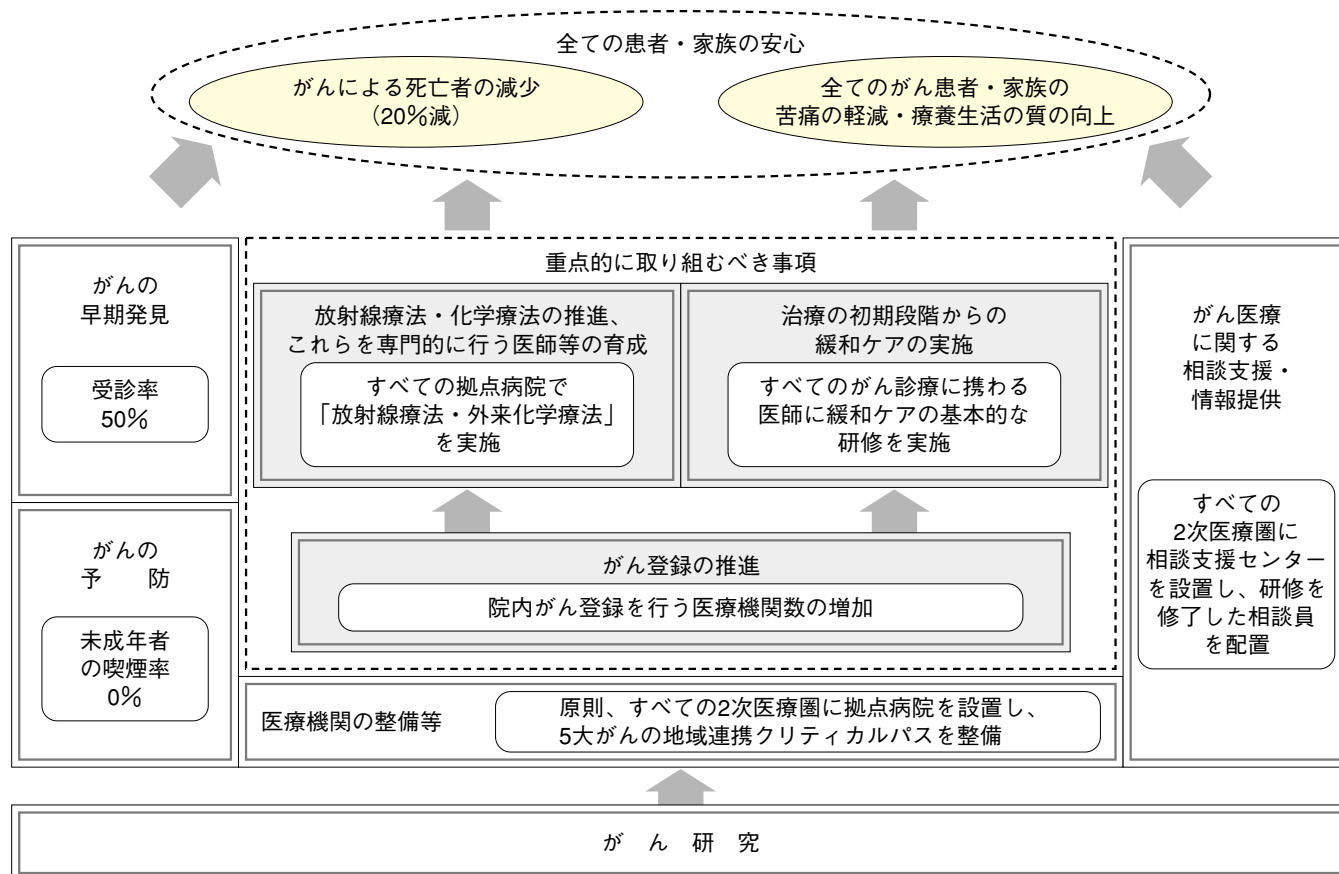 全ての患者・家族の安心
がんによる死亡者の減少
（20％減）
全てのがん患者・家族の
苦痛の軽減・療養生活の質の向上
がんの
早期発見
受診率
50％
がんの
予　　防
未成年者
の喫煙率
0％
重点的に取り組むべき事項
放射線療法・化学療法の推進、
これらを専門的に行う医師等の育成
すべての拠点病院で
「放射線療法・外来化学療法」
を実施
治療の初期段階からの
緩和ケアの実施
すべてのがん診療に携わる
医師に緩和ケアの基本的な
研修を実施
がん登録の推進
院内がん登録を行う医療機関数の増加
医療機関の整備等
原則、すべての2次医療圏に拠点病院を設置し、
5大がんの地域連携クリティカルパスを整備
がん医療
に関する
相談支援・
情報提供
すべての
2次医療圏に
相談支援センター
を設置し、研修を
修了した相談員
を配置
が　ん　研　究